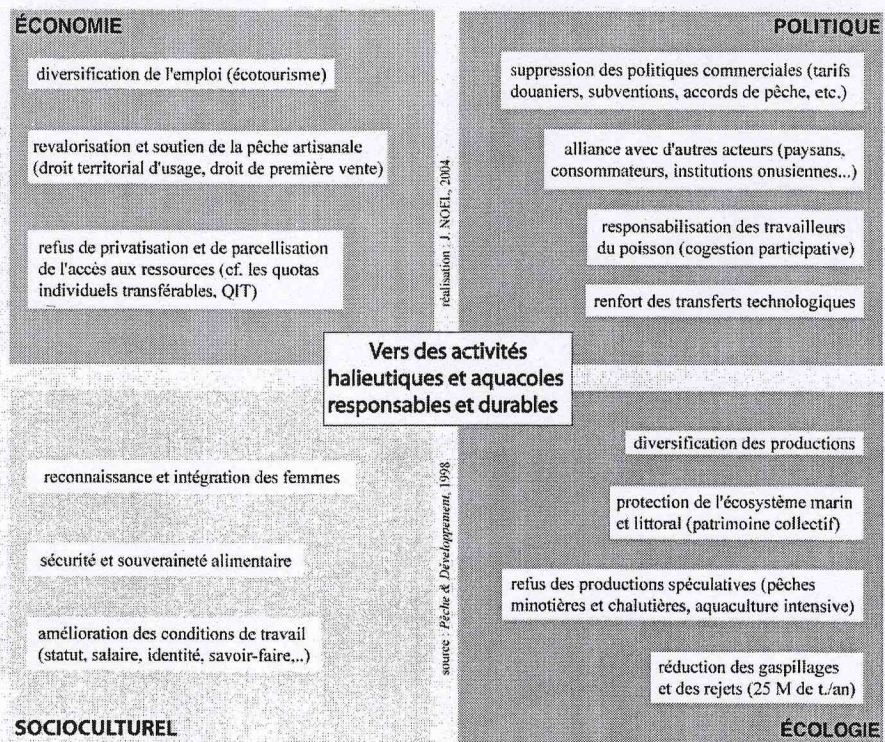 ÉCONOMIE
diversification de l'emploi (écotourisme)
revalorisation et soutien de la pêche artisanale
(droit territorial d'usage, droit de première vente)
refus de privatisation et de parcellisation
de l'accès aux ressources (cf. les quotas
individuels transférables, QIT)
POLITIQUE
suppression des politiques commerciales (tarifs
douaniers, subventions, accords de pêche, etc.)
alliance avec d'autres acteurs (paysans,
consommateurs, institutions onusiennes...)
responsabilisation des travailleurs
du poisson (cogestion participative)
renfort des transferts technologiques
réalisation : J. NOEL, 2004
Vers des activités
halieutiques et aquacoles
responsables et durables
reconnaissance et intégration des femmes
sécurité et souveraineté alimentaire
amélioration des conditions de travail
(statut, salaire, identité, savoir-faire,..)
SOCIOCULTUREL
source : Pêche & Développement, 1998
diversification des productions
protection de l'écosystème marin
et littoral (patrimoine collectif)
refus des productions spéculatives (pêches
minotières et chalutières, aquaculture intensive)
réduction des gaspillages
et des rejets (25 M de t./an)
ÉCOLOGIE